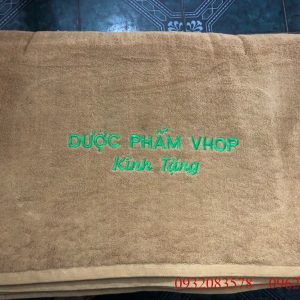 DƯỢC PHẨM VHOP
Kính Tặng
0932083578